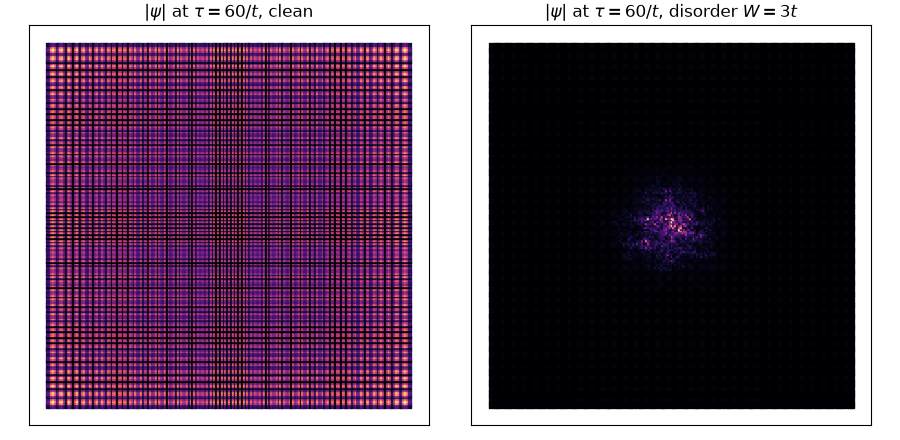 |ψ| at τ = 60/t, clean
|ψ| at τ = 60/t, disorder W = 3t